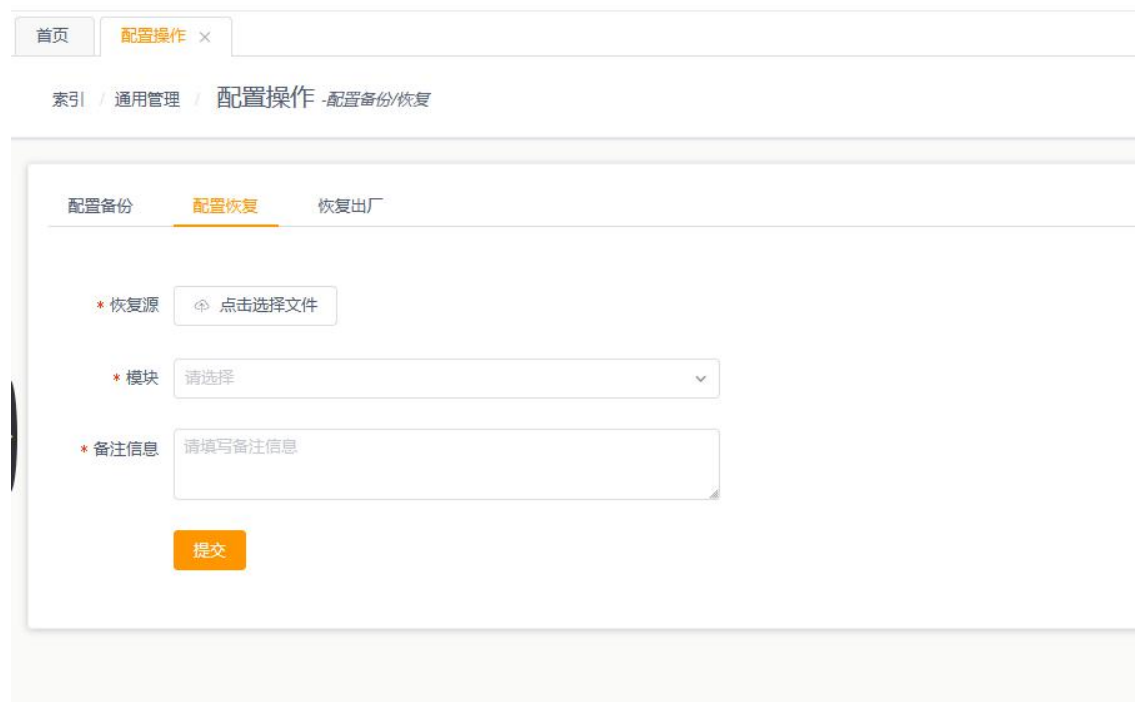 首页 配置操作 ×
索引 / 通用管理 / 配置操作 -配置备份/恢复
配置备份 配置恢复 恢复出厂
* 恢复源 点击选择文件
* 模块 请选择
* 备注信息 请填写备注信息
提交